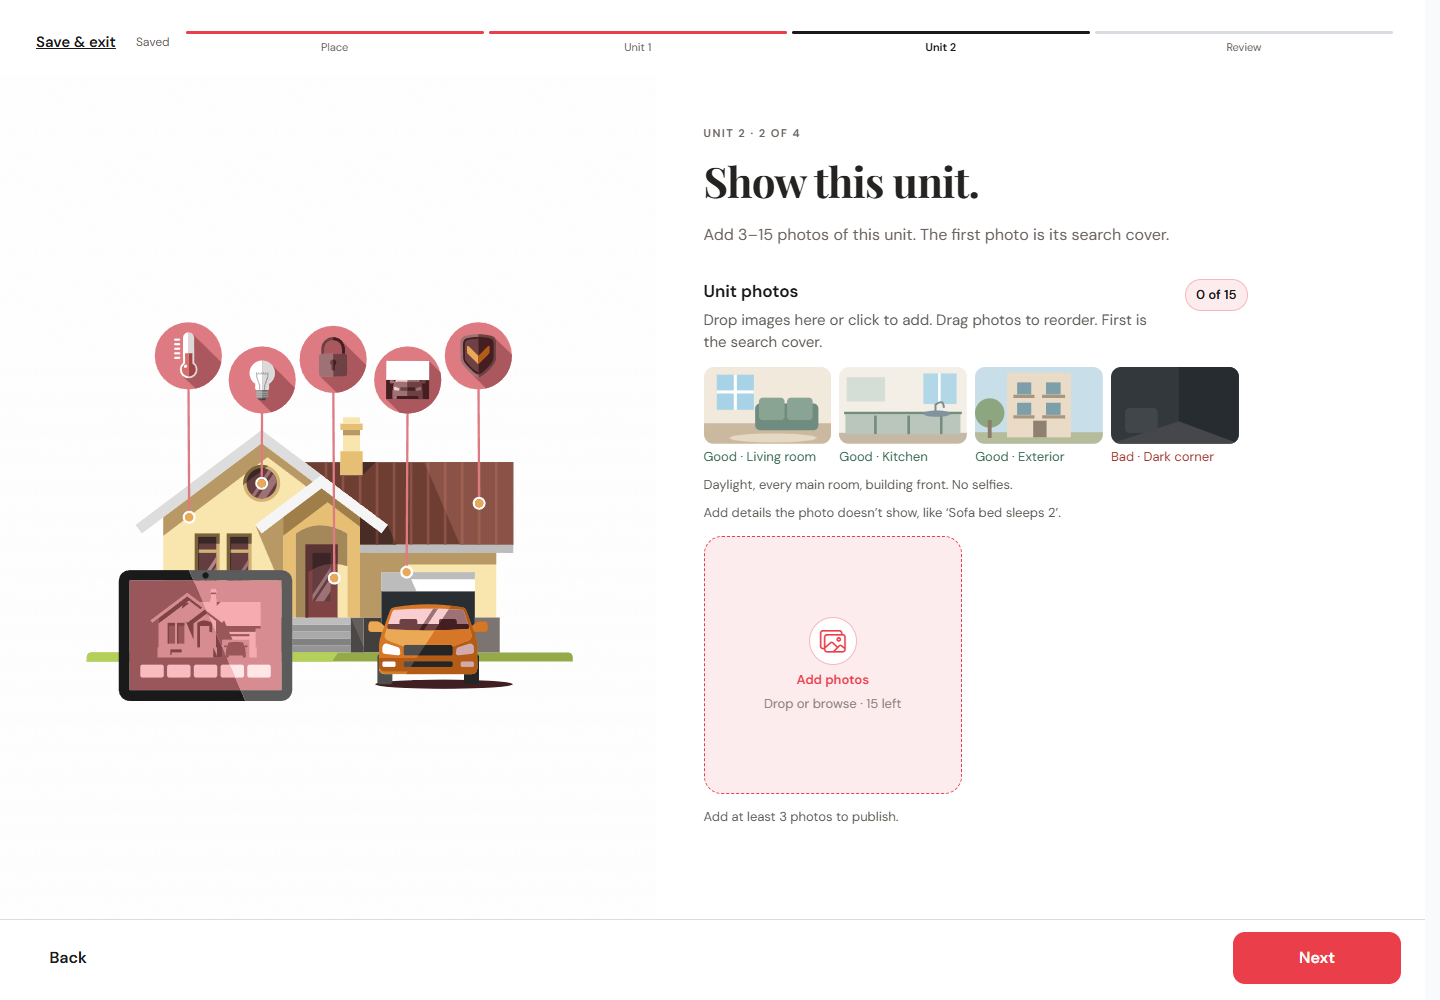 Save & exit
Saved
Place
Unit 1
Unit 2
Review
UNIT 2 · 2 OF 4
Show this unit.
Add 3–15 photos of this unit. The first photo is its search cover.
Unit photos
0 of 15
Drop images here or click to add. Drag photos to reorder. First is
the search cover.
Good · Living room
Good · Kitchen
Good · Exterior
Bad · Dark corner
Daylight, every main room, building front. No selfies.
Add details the photo doesn’t show, like ‘Sofa bed sleeps 2’.
Add photos
Drop or browse · 15 left
Add at least 3 photos to publish.
Back
Next